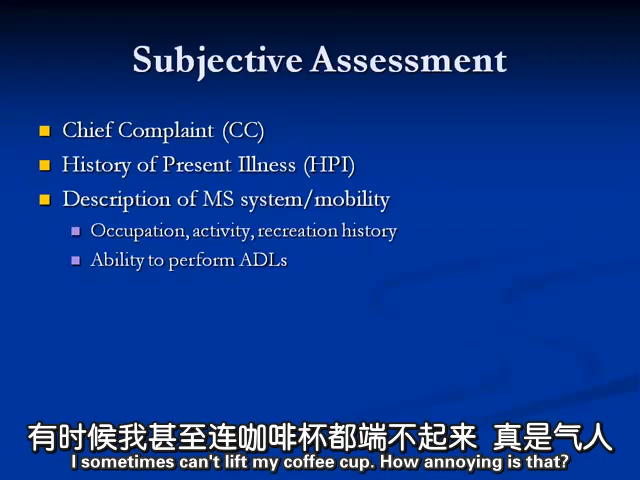 Subjective Assessment
Chief Complaint (CC)
History of Present Illness (HPI)
Description of MS system/mobility
Occupation, activity, recreation history
Ability to perform ADLs
有时候我甚至连咖啡杯都端不起来 真是气人
I sometimes can't lift my coffee cup. How annoying is that?